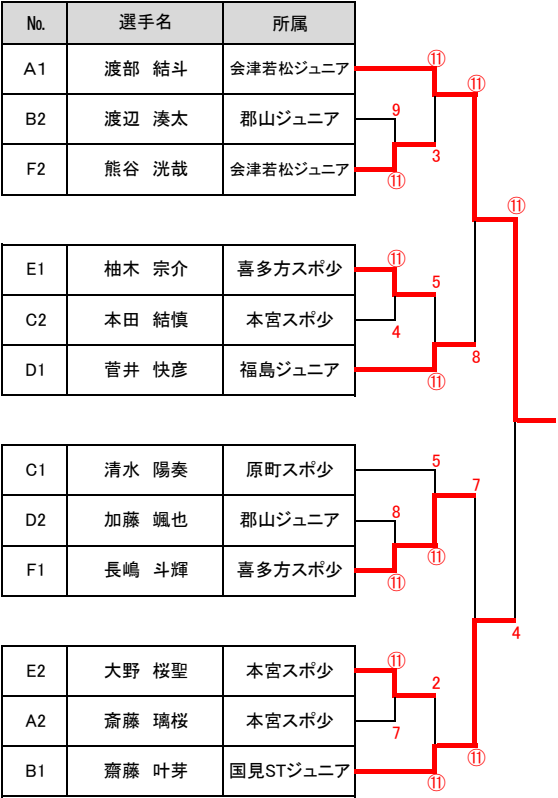 № 選手名 所属
A1 渡部 結斗 会津若松ジュニア
⑪
⑪
B2 渡辺 湊太 郡山ジュニア
9
3
F2 熊谷 洸哉 会津若松ジュニア
⑪
⑪
E1 柚木 宗介 喜多方スポ少
⑪
5
C2 本田 結慎 本宮スポ少
4
8
D1 菅井 快彦 福島ジュニア
⑪
C1 清水 陽奏 原町スポ少
5
7
D2 加藤 颯也 郡山ジュニア
8
⑪
F1 長嶋 斗輝 喜多方スポ少
⑪
4
E2 大野 桜聖 本宮スポ少
⑪
2
A2 斎藤 璃桜 本宮スポ少
7
⑪
B1 齋藤 叶芽 国見STジュニア
⑪